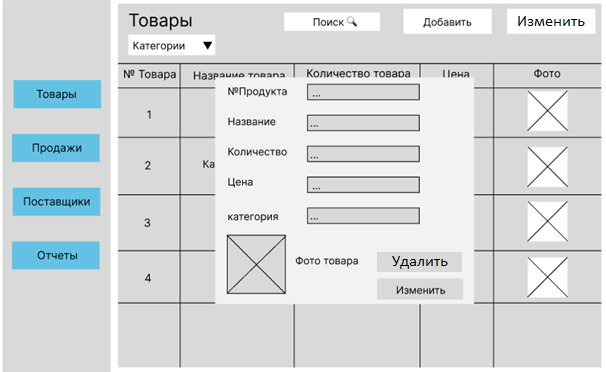 Товары
Поиск
Добавить
Изменить
Категории
№ Товара
Название товара
Количество товара
Цена
Фото
Товары
Продажи
Поставщики
Отчеты
1
2
Ка
3
4
№Продукта
...
Название
...
Количество
...
Цена
...
категория
...
Фото товара
Удалить
Изменить